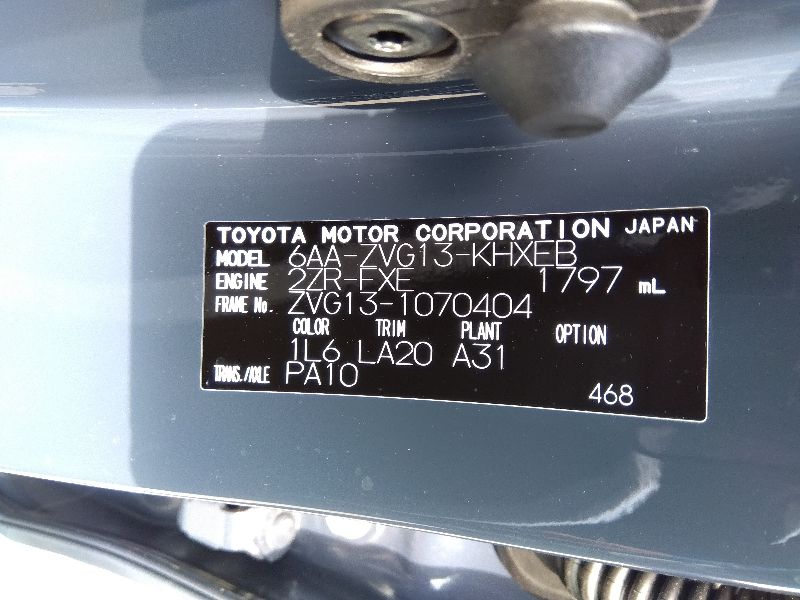 TOYOTA MOTOR CORPORATION JAPAN
MODEL 6AA-ZVG13-KHXEB
ENGINE 2ZR-FXE 1797 mL
FRAME No. ZVG13-1070404
COLOR TRIM PLANT OPTION
1L6 LA20 A31
TRANS./AXLE PA10
468